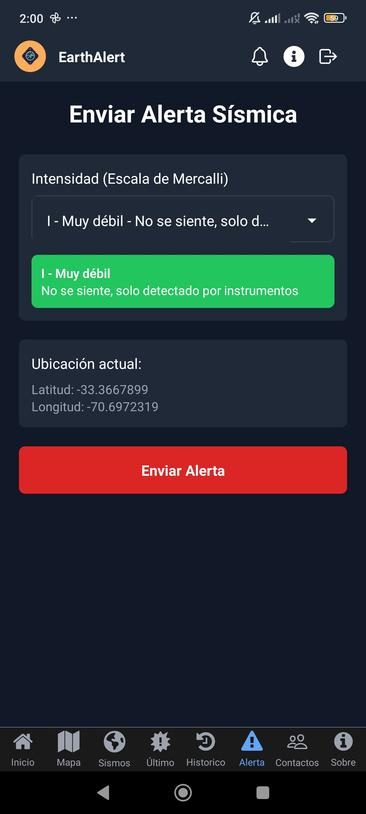 2:00
EarthAlert
Enviar Alerta Sísmica
Intensidad (Escala de Mercalli)
I - Muy débil - No se siente, solo d...
I - Muy débil
No se siente, solo detectado por instrumentos
Ubicación actual:
Latitud: -33.3667899
Longitud: -70.6972319
Enviar Alerta
Inicio Mapa Sismos Último Historico Alerta Contactos Sobre